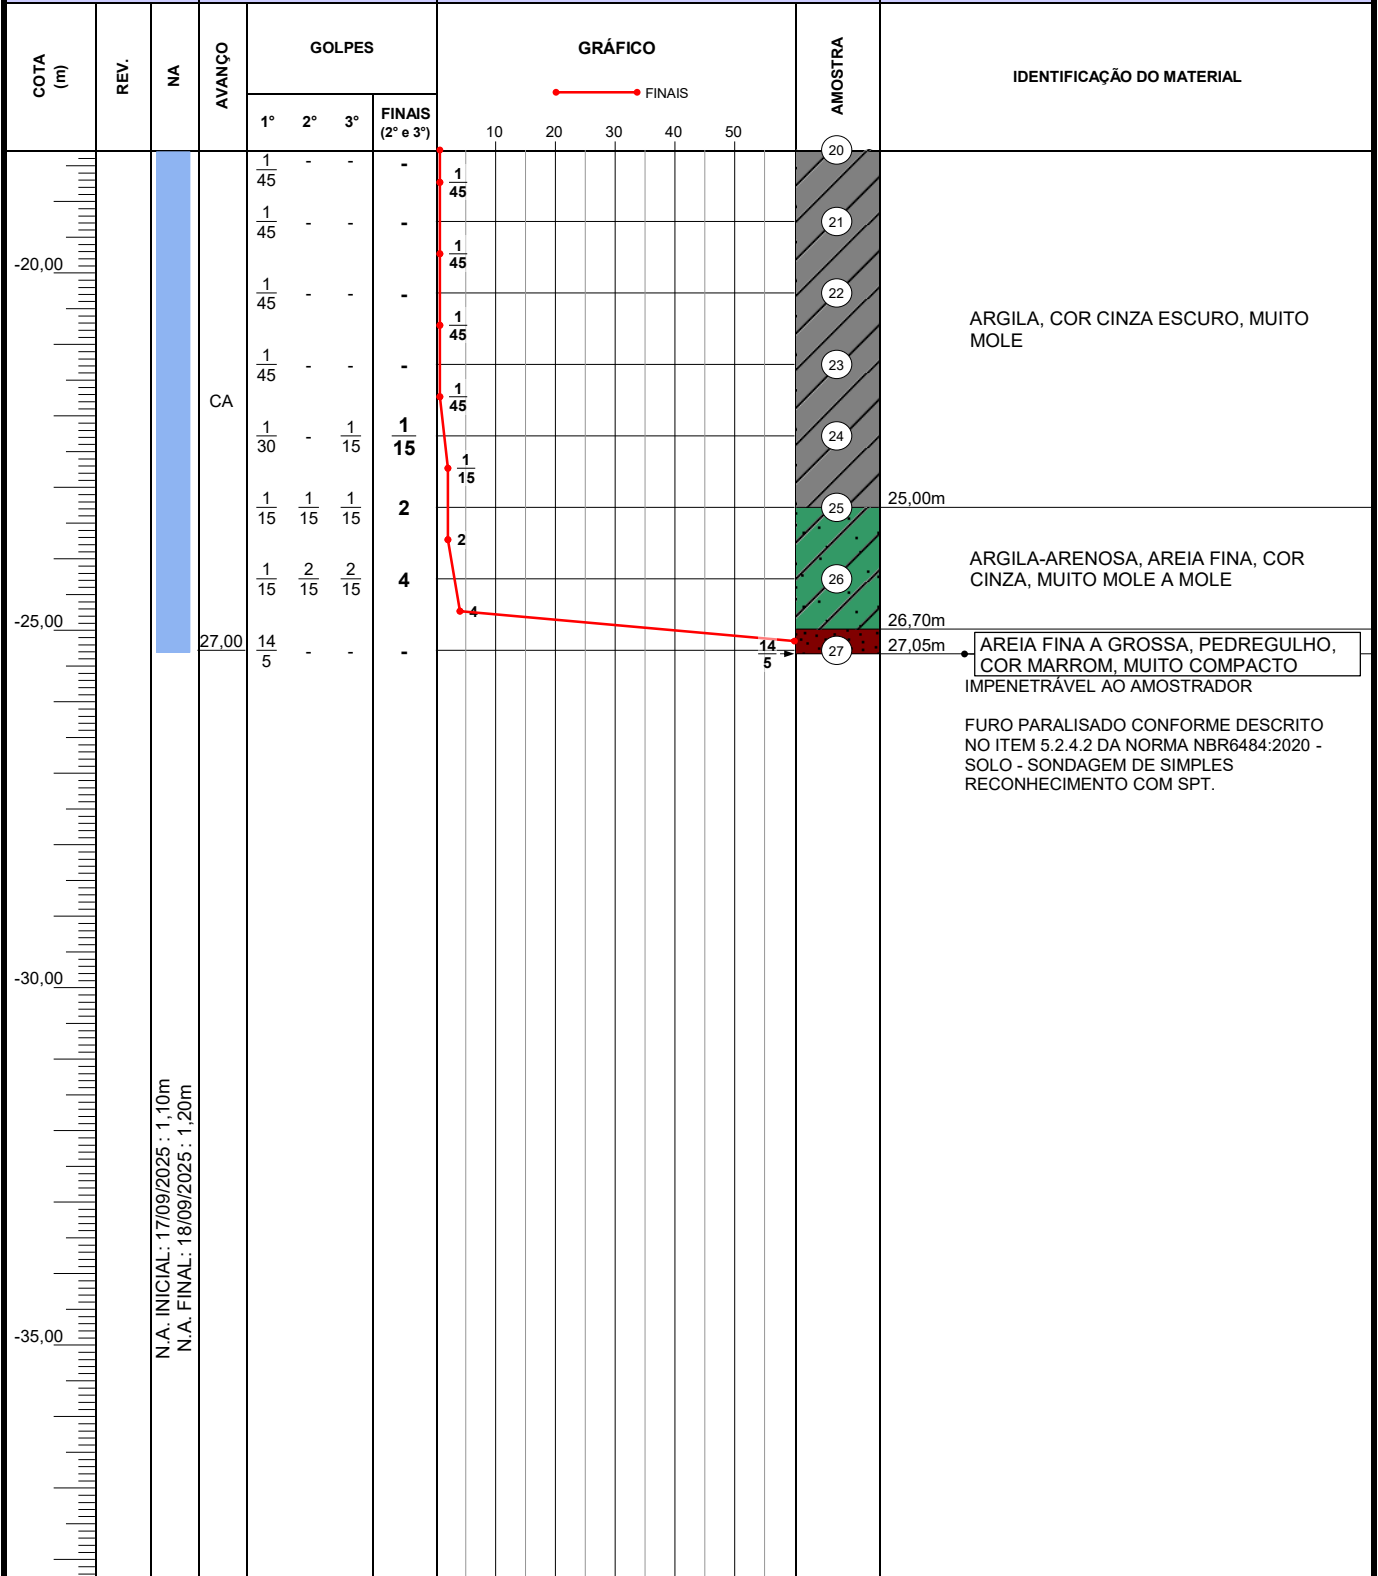 COTA
(m)
REV.
NA
AVANÇO
GOLPES
1°
2°
3°
FINAIS
(2° e 3°)
GRÁFICO
FINAIS
10 20 30 40 50
AMOSTRA
IDENTIFICAÇÃO DO MATERIAL
20
1/45 - - -
1/45
21
1/45 - - -
1/45
-20,00
22
1/45 - - -
1/45
ARGILA, COR CINZA ESCURO, MUITO
MOLE
23
1/45 - - -
1/45
CA
24
1/30 - 1/15 1/15
1/15
25,00m
25
1/15 1/15 1/15 2
2
ARGILA-ARENOSA, AREIA FINA, COR
CINZA, MUITO MOLE A MOLE
26
1/15 2/15 2/15 4
4
-25,00
26,70m
27,00
14/5 - - -
14/5
27
27,05m
AREIA FINA A GROSSA, PEDREGULHO,
COR MARROM, MUITO COMPACTO
IMPENETRÁVEL AO AMOSTRADOR
FURO PARALISADO CONFORME DESCRITO
NO ITEM 5.2.4.2 DA NORMA NBR6484:2020 -
SOLO - SONDAGEM DE SIMPLES
RECONHECIMENTO COM SPT.
-30,00
N.A. INICIAL: 17/09/2025 : 1,10m
N.A. FINAL: 18/09/2025 : 1,20m
-35,00